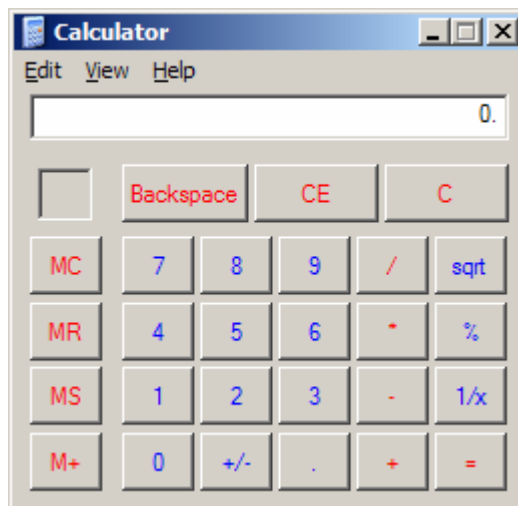 Calculator
Edit View Help
0.
Backspace CE C
MC 7 8 9 / sqrt
MR 4 5 6 * %
MS 1 2 3 - 1/x
M+ 0 +/- . + =